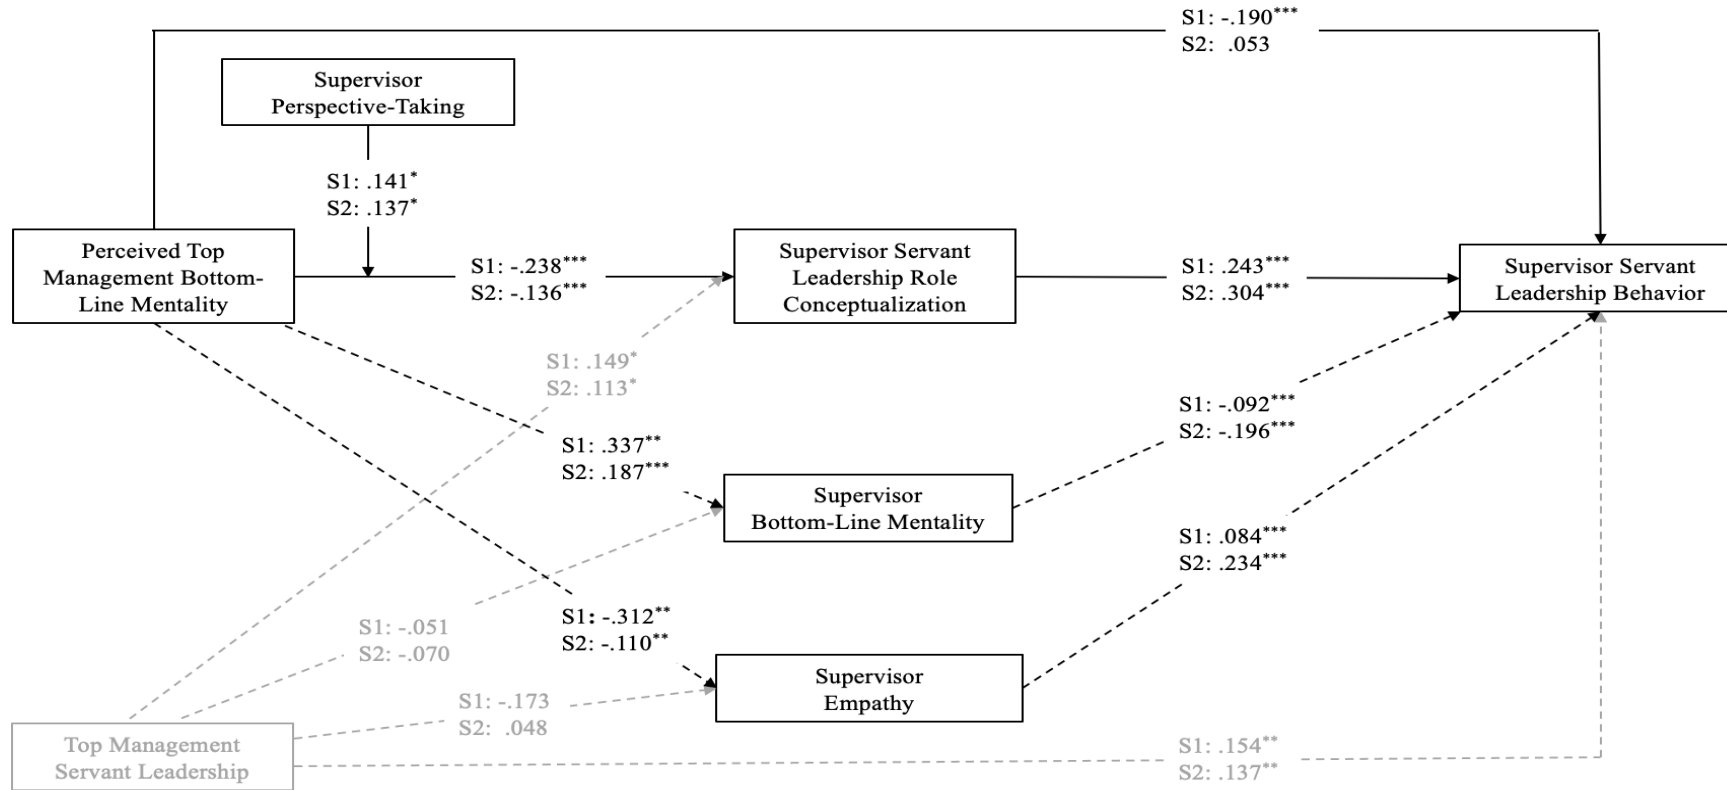 S1: -.190***
S2: .053
Supervisor
Perspective-Taking
S1: .141*
S2: .137*
Perceived Top
Management Bottom-
Line Mentality
S1: -.238***
S2: -.136***
Supervisor Servant
Leadership Role
Conceptualization
S1: .243***
S2: .304***
Supervisor Servant
Leadership Behavior
S1: .149*
S2: .113*
S1: .337**
S2: .187***
S1: -.092***
S2: -.196***
Supervisor
Bottom-Line Mentality
S1: .084***
S2: .234***
S1: -.051
S2: -.070
S1: -.312**
S2: -.110**
Supervisor
Empathy
S1: -.173
S2: .048
Top Management
Servant Leadership
S1: .154**
S2: .137**